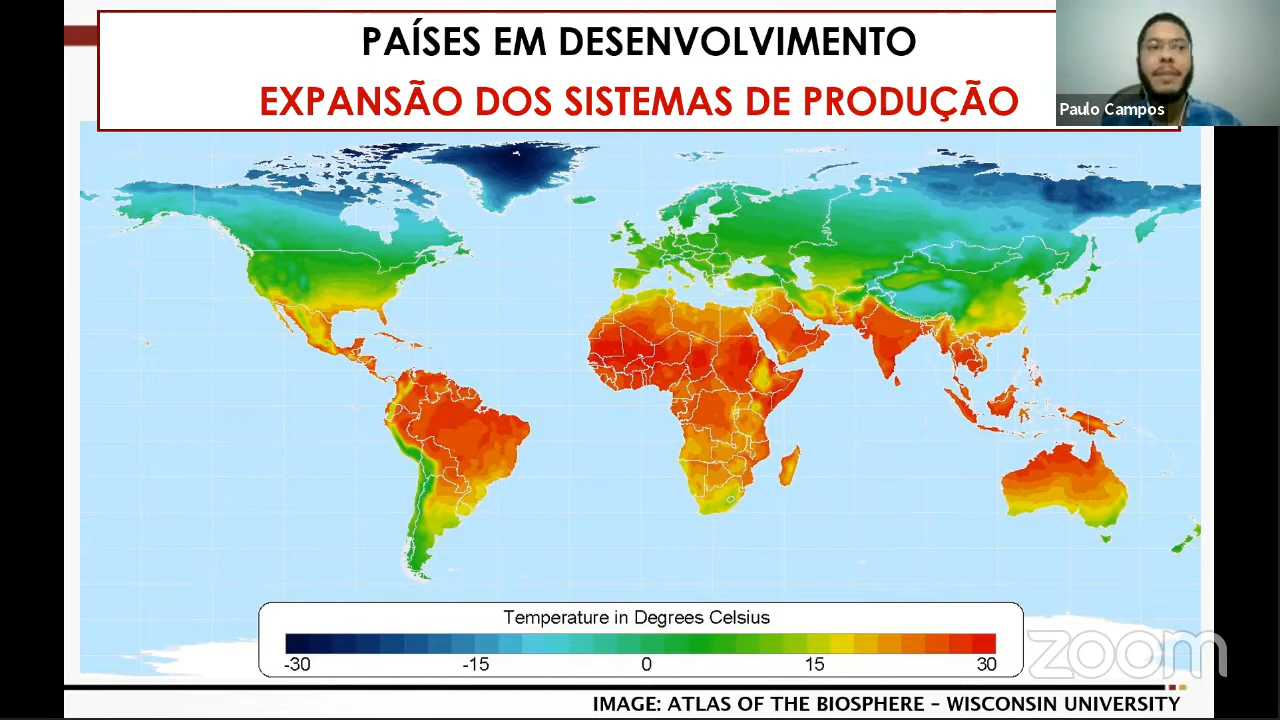 PAÍSES EM DESENVOLVIMENTO
EXPANSÃO DOS SISTEMAS DE PRODUÇÃO
Paulo Campos
Temperature in Degrees Celsius
-30 -15 0 15 30
zoom
IMAGE: ATLAS OF THE BIOSPHERE – WISCONSIN UNIVERSITY